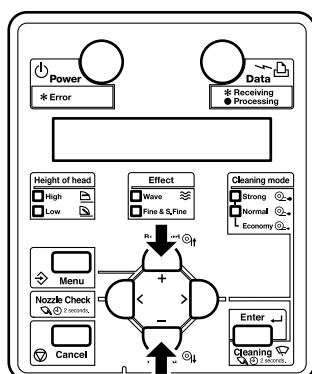 Power
Data
* Error
* Receiving
● Processing
Height of head
High
Low
Effect
Wave
Fine & S.Fine
Cleaning mode
Strong
Normal
Economy
Menu
+
< >
−
Nozzle Check
2 seconds.
Cancel
Enter
Cleaning
2 seconds.